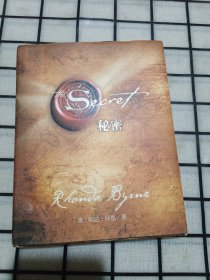 The Secret
秘密
Rhonda Byrne
[澳] 朗达·拜恩 著